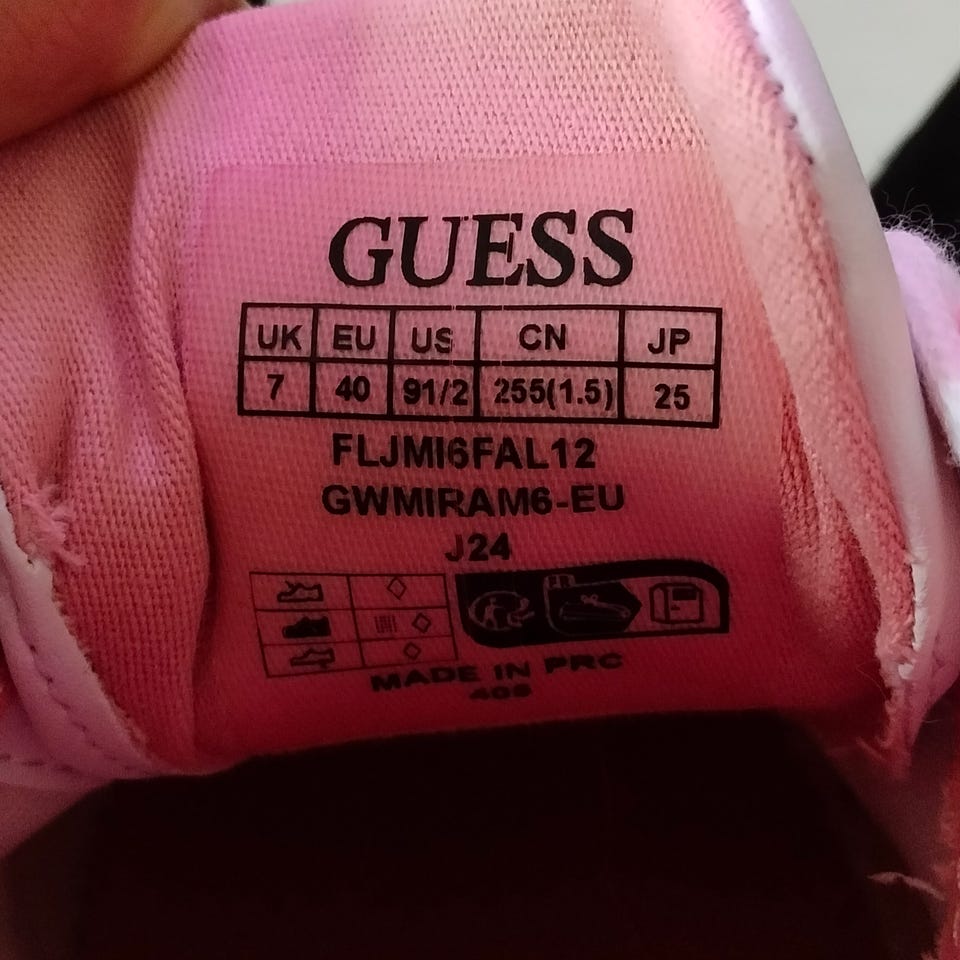 GUESS
UK EU US CN JP
7 40 91/2 255(1.5) 25
FLJMI6FAL12
GWMIRAM6-EU
J24
FR
MADE IN PRC